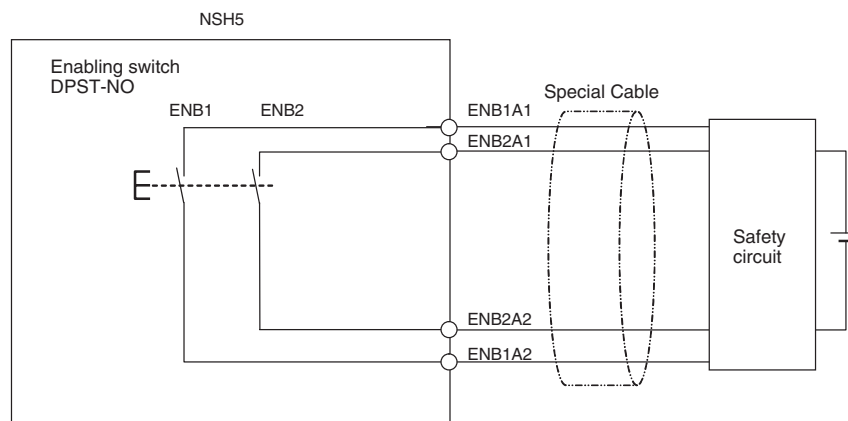 NSH5
Enabling switch
DPST-NO
ENB1
ENB2
Special Cable
ENB1A1
ENB2A1
Safety
circuit
ENB2A2
ENB1A2